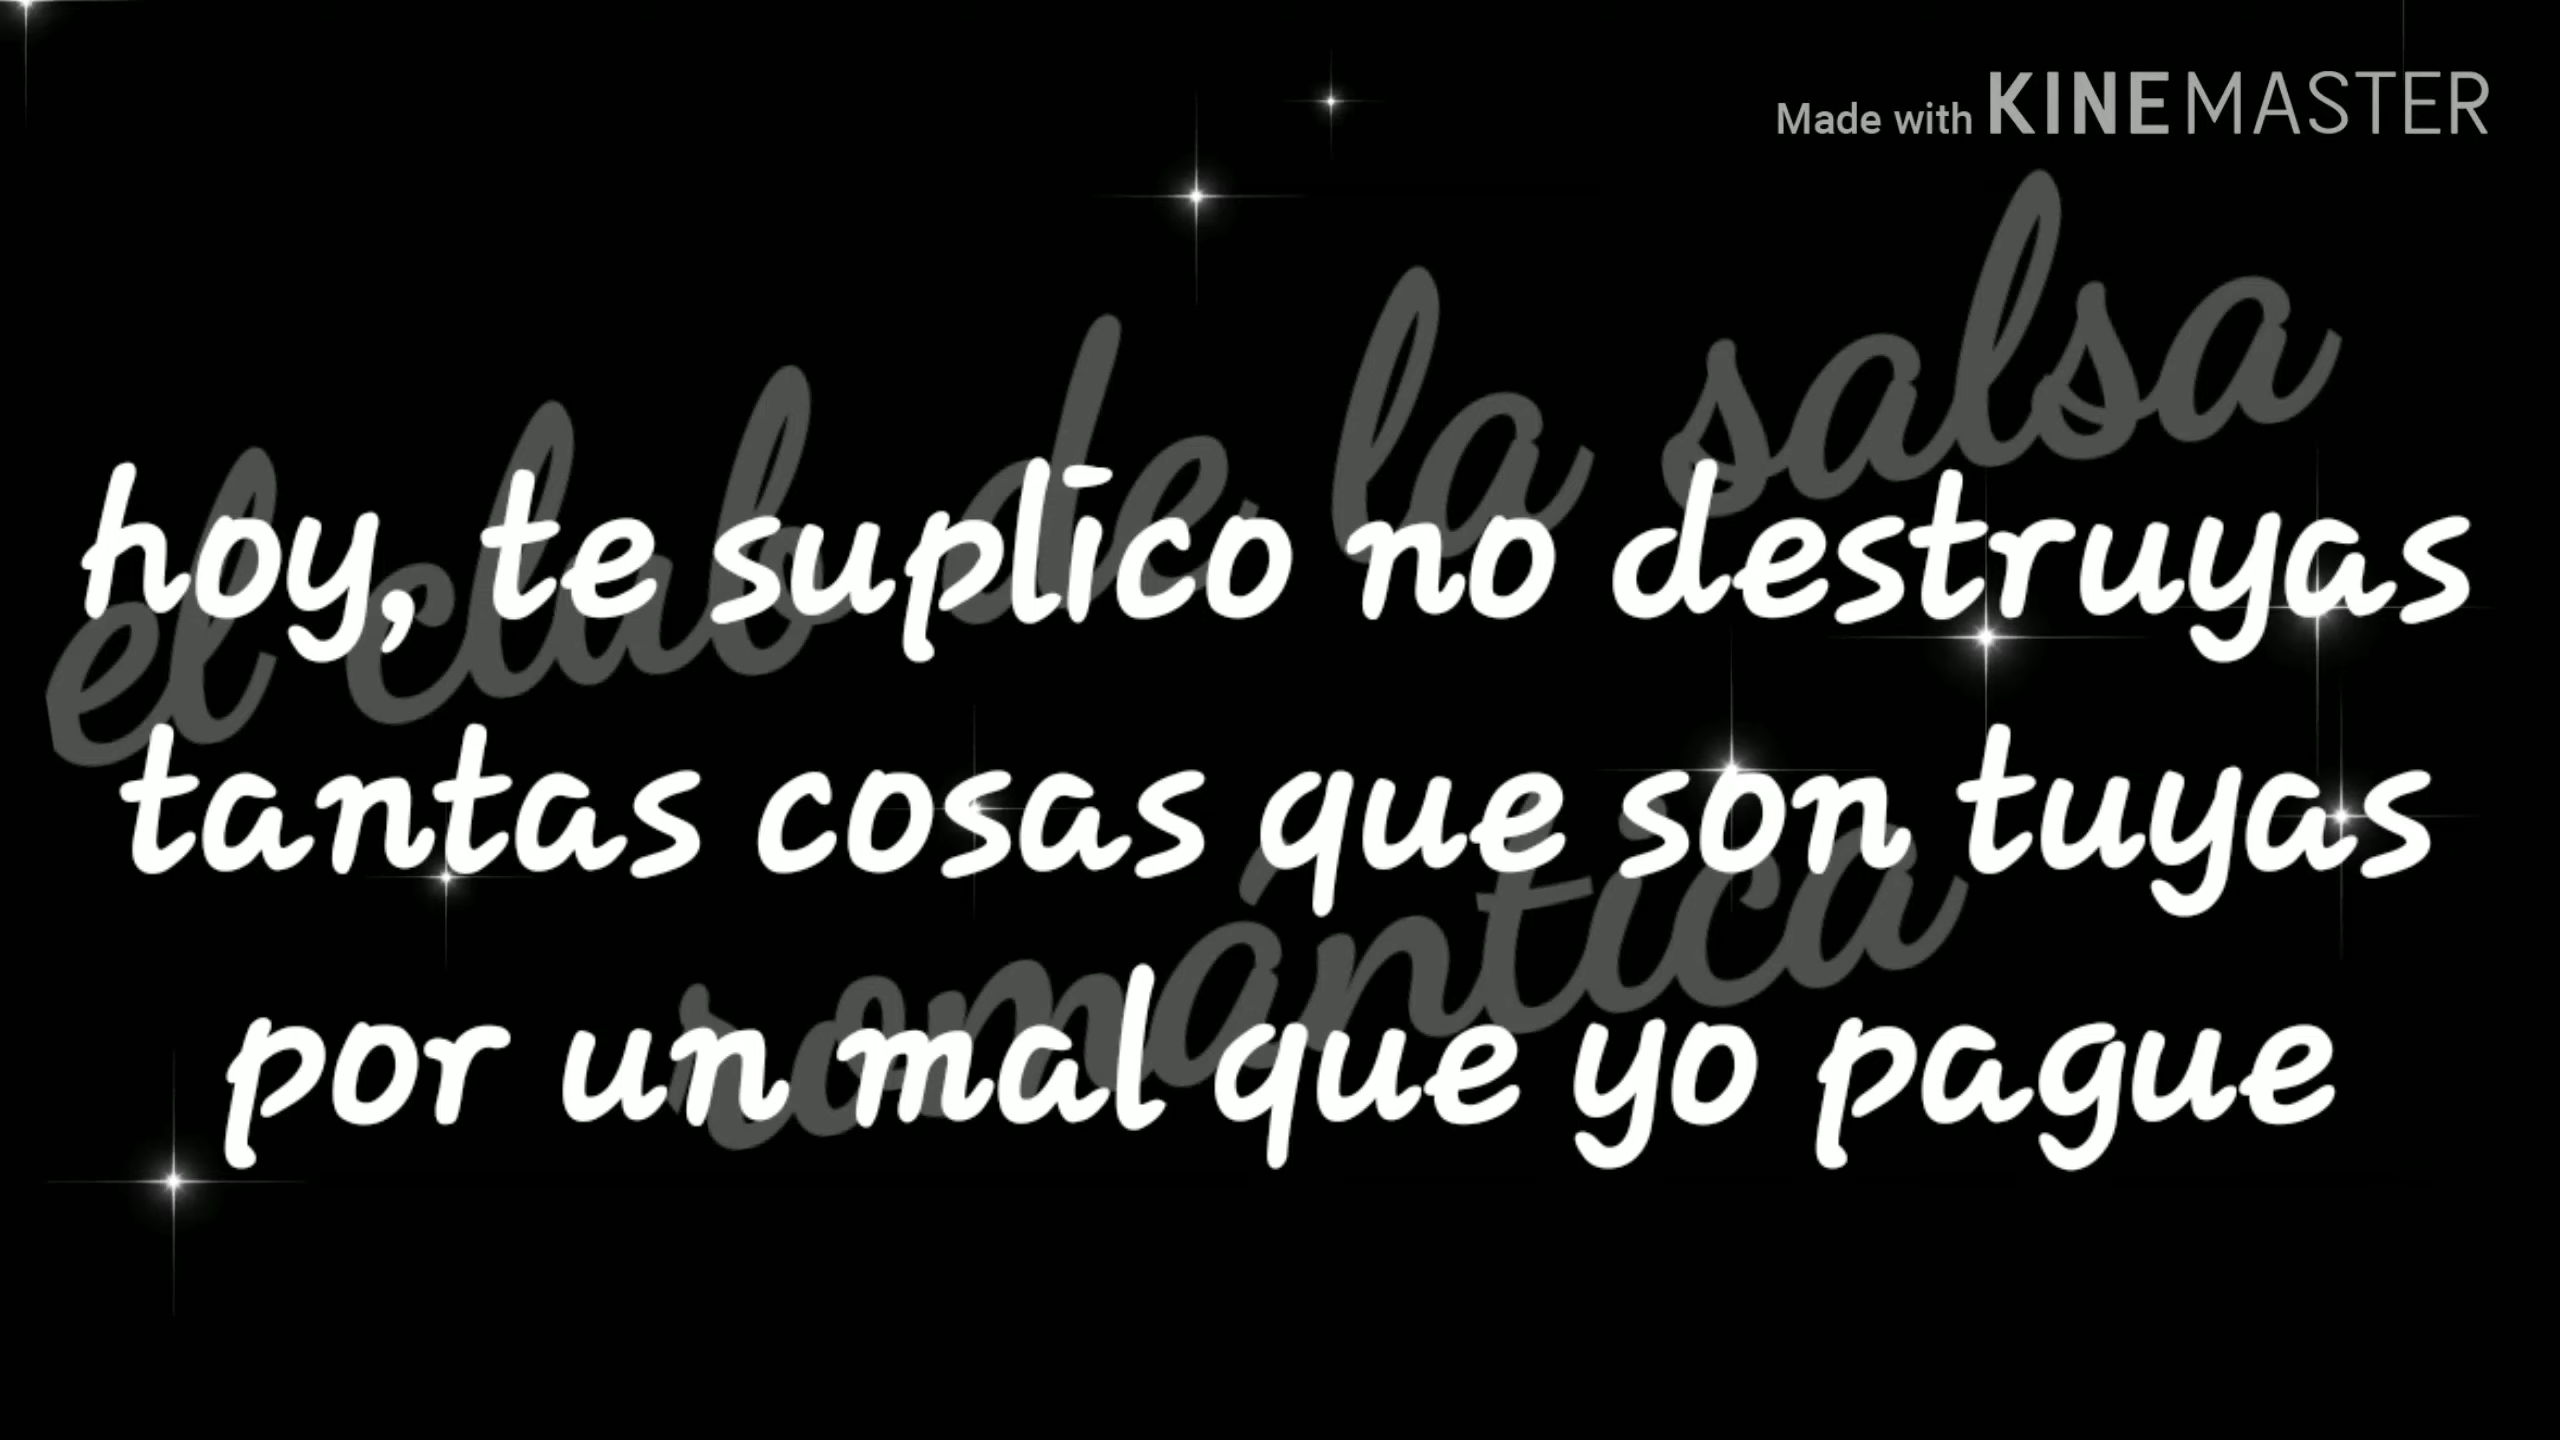 Made with KINEMASTER
el club de la salsa
romántica
hoy, te suplico no destruyas
tantas cosas que son tuyas
por un mal que yo pague